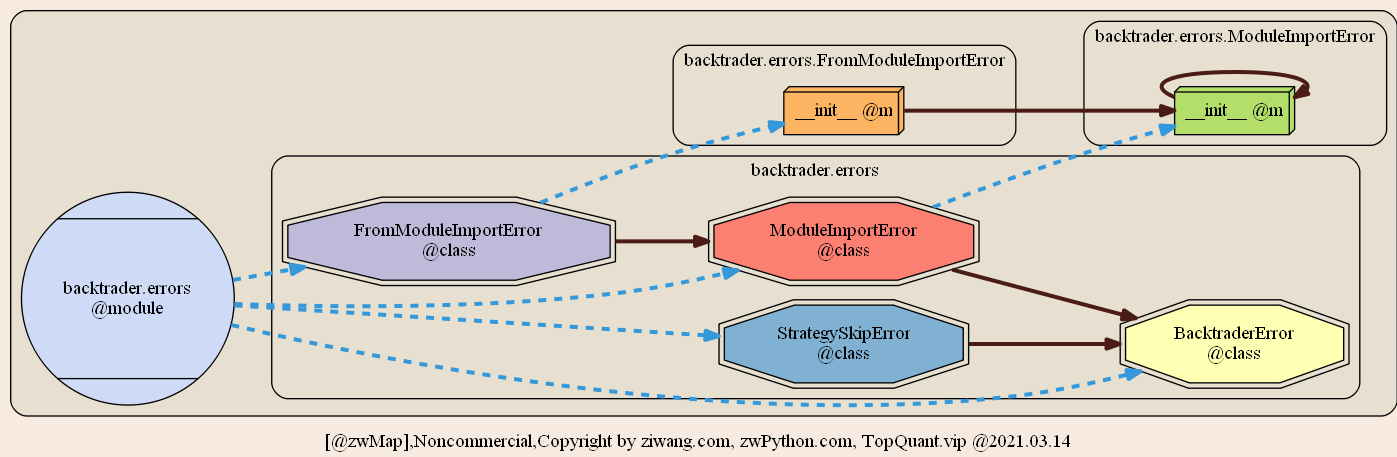 backtrader.errors.ModuleImportError
__init__ @m
backtrader.errors.FromModuleImportError
__init__ @m
backtrader.errors
FromModuleImportError
@class
ModuleImportError
@class
backtrader.errors
@module
StrategySkipError
@class
BacktraderError
@class
[@zwMap],Noncommercial,Copyright by ziwang.com, zwPython.com, TopQuant.vip @2021.03.14